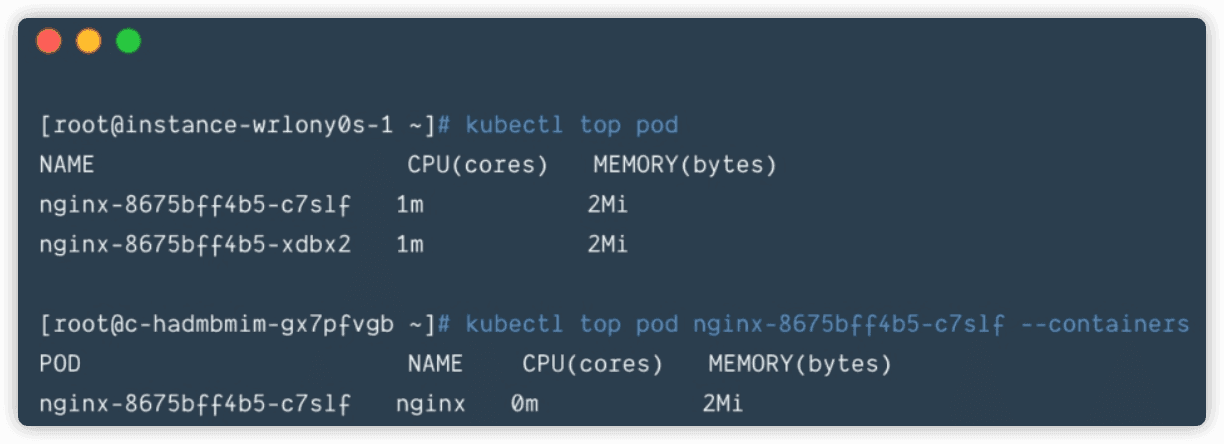 [root@instance-wrlony0s-1 ~]# kubectl top pod
NAME                       CPU(cores)   MEMORY(bytes)
nginx-8675bff4b5-c7slf   1m           2Mi
nginx-8675bff4b5-xdbx2   1m           2Mi
[root@c-hadmbmim-gx7pfvgb ~]# kubectl top pod nginx-8675bff4b5-c7slf --containers
POD                        NAME    CPU(cores)   MEMORY(bytes)
nginx-8675bff4b5-c7slf   nginx   0m           2Mi